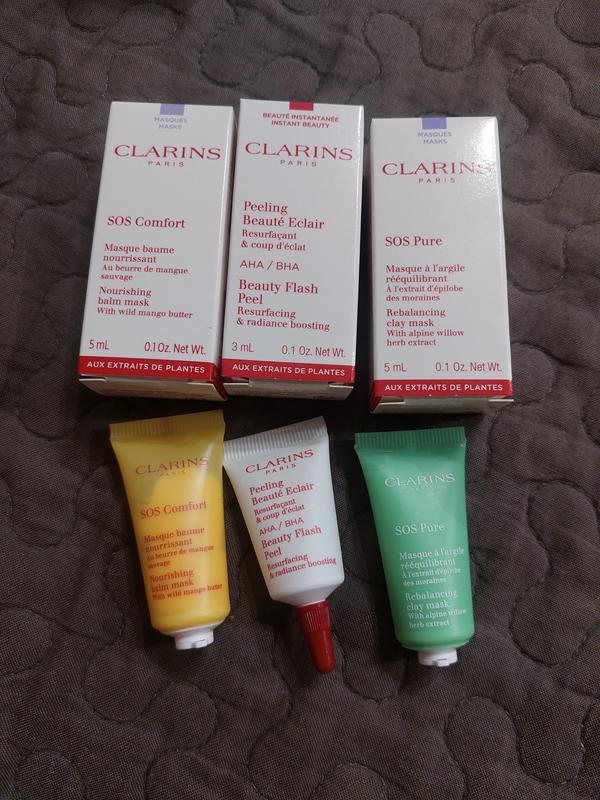 MASQUES
MASKS
CLARINS
PARIS
SOS Comfort
Masque baume
nourrissant
Au beurre de mangue
sauvage
Nourishing
balm mask
With wild mango butter
5 mL 0.1 Oz. Net Wt.
AUX EXTRAITS DE PLANTES
BEAUTÉ INSTANTANÉE
INSTANT BEAUTY
CLARINS
PARIS
Peeling
Beauté Eclair
Resurfaçant
& coup d'éclat
AHA / BHA
Beauty Flash
Peel
Resurfacing
& radiance boosting
3 mL 0.1 Oz. Net Wt.
AUX EXTRAITS DE PLANTES
MASQUES
MASKS
CLARINS
PARIS
SOS Pure
Masque à l'argile
rééquilibrant
À l'extrait d'épilobe
des moraines
Rebalancing
clay mask
With alpine willow
herb extract
5 mL 0.1 Oz. Net Wt.
AUX EXTRAITS DE PLANTES
CLARINS
PARIS
SOS Comfort
Masque baume
nourrissant
Au beurre de mangue
sauvage
Nourishing
balm mask
With wild mango butter
CLARINS
PARIS
Peeling
Beauté Eclair
Resurfaçant
& coup d'éclat
AHA / BHA
Beauty Flash
Peel
Resurfacing
& radiance boosting
CLARINS
PARIS
SOS Pure
Masque à l'argile
rééquilibrant
À l'extrait d'épilobe
des moraines
Rebalancing
clay mask
With alpine willow
herb extract